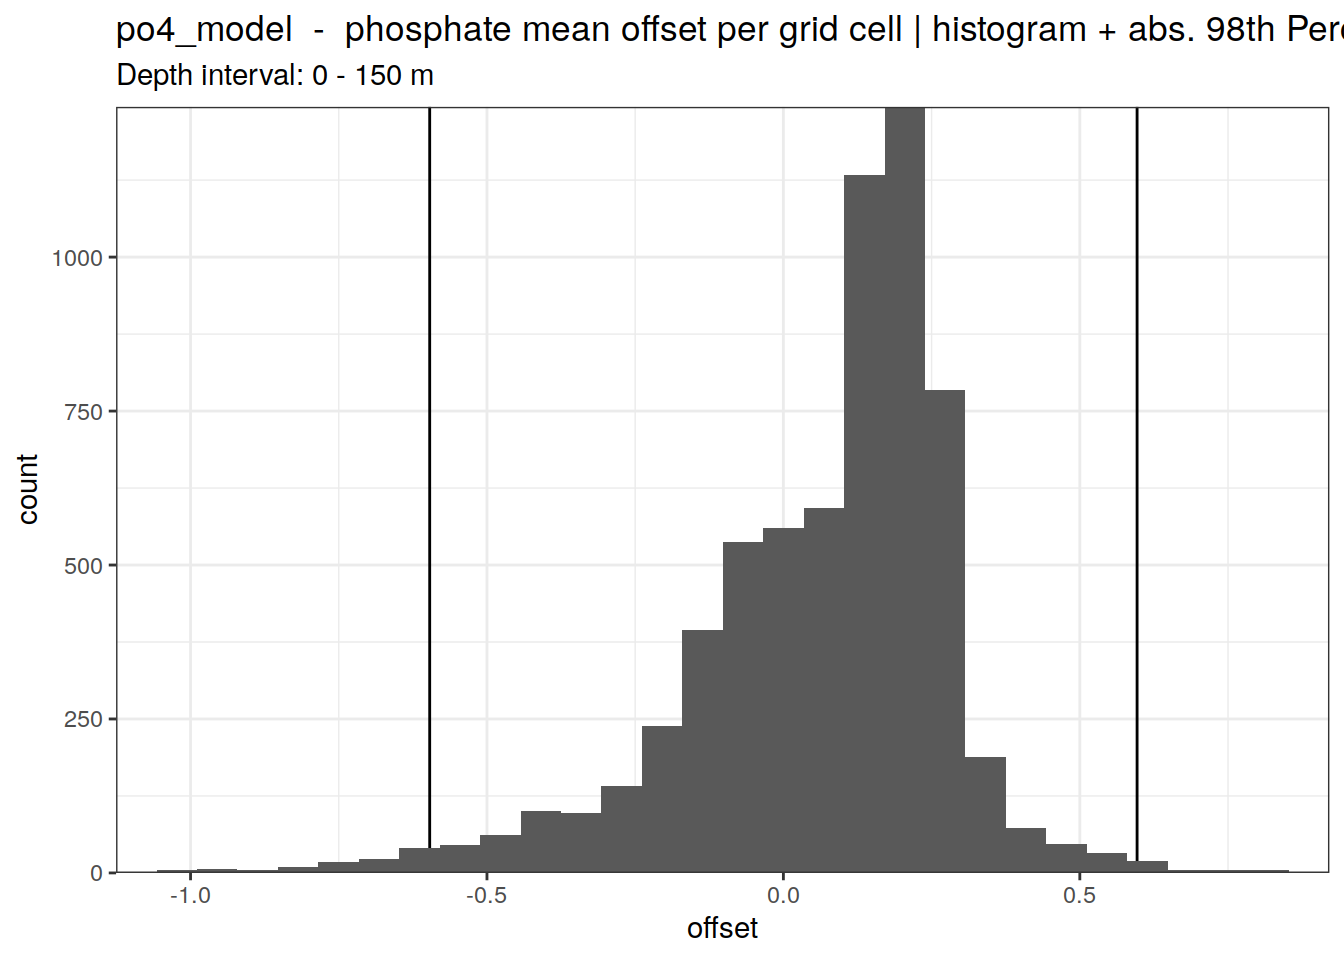 po4_model - phosphate mean offset per grid cell | histogram + abs. 98th Perc
Depth interval: 0 - 150 m
1000
750
500
250
0
count
-1.0 -0.5 0.0 0.5
offset